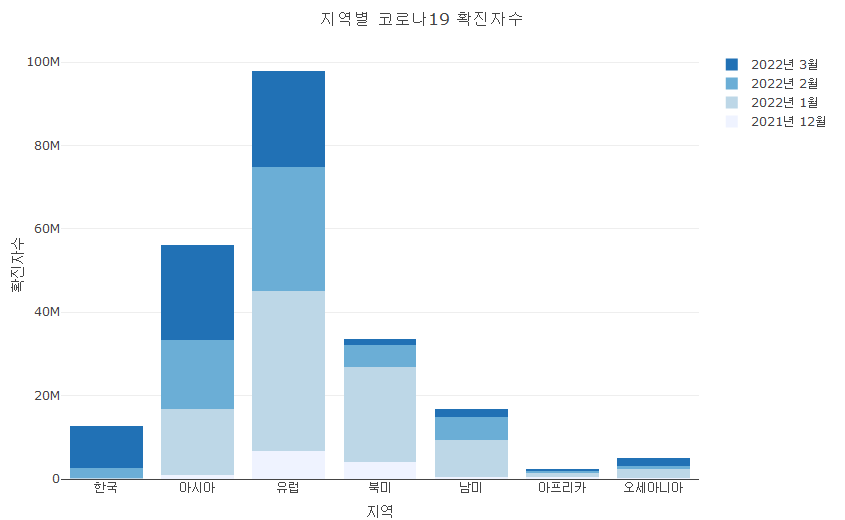 지역별 코로나19 확진자수
100M
80M
60M
40M
20M
0
확진자수
한국 아시아 유럽 북미 남미 아프리카 오세아니아
지역
2022년 3월
2022년 2월
2022년 1월
2021년 12월